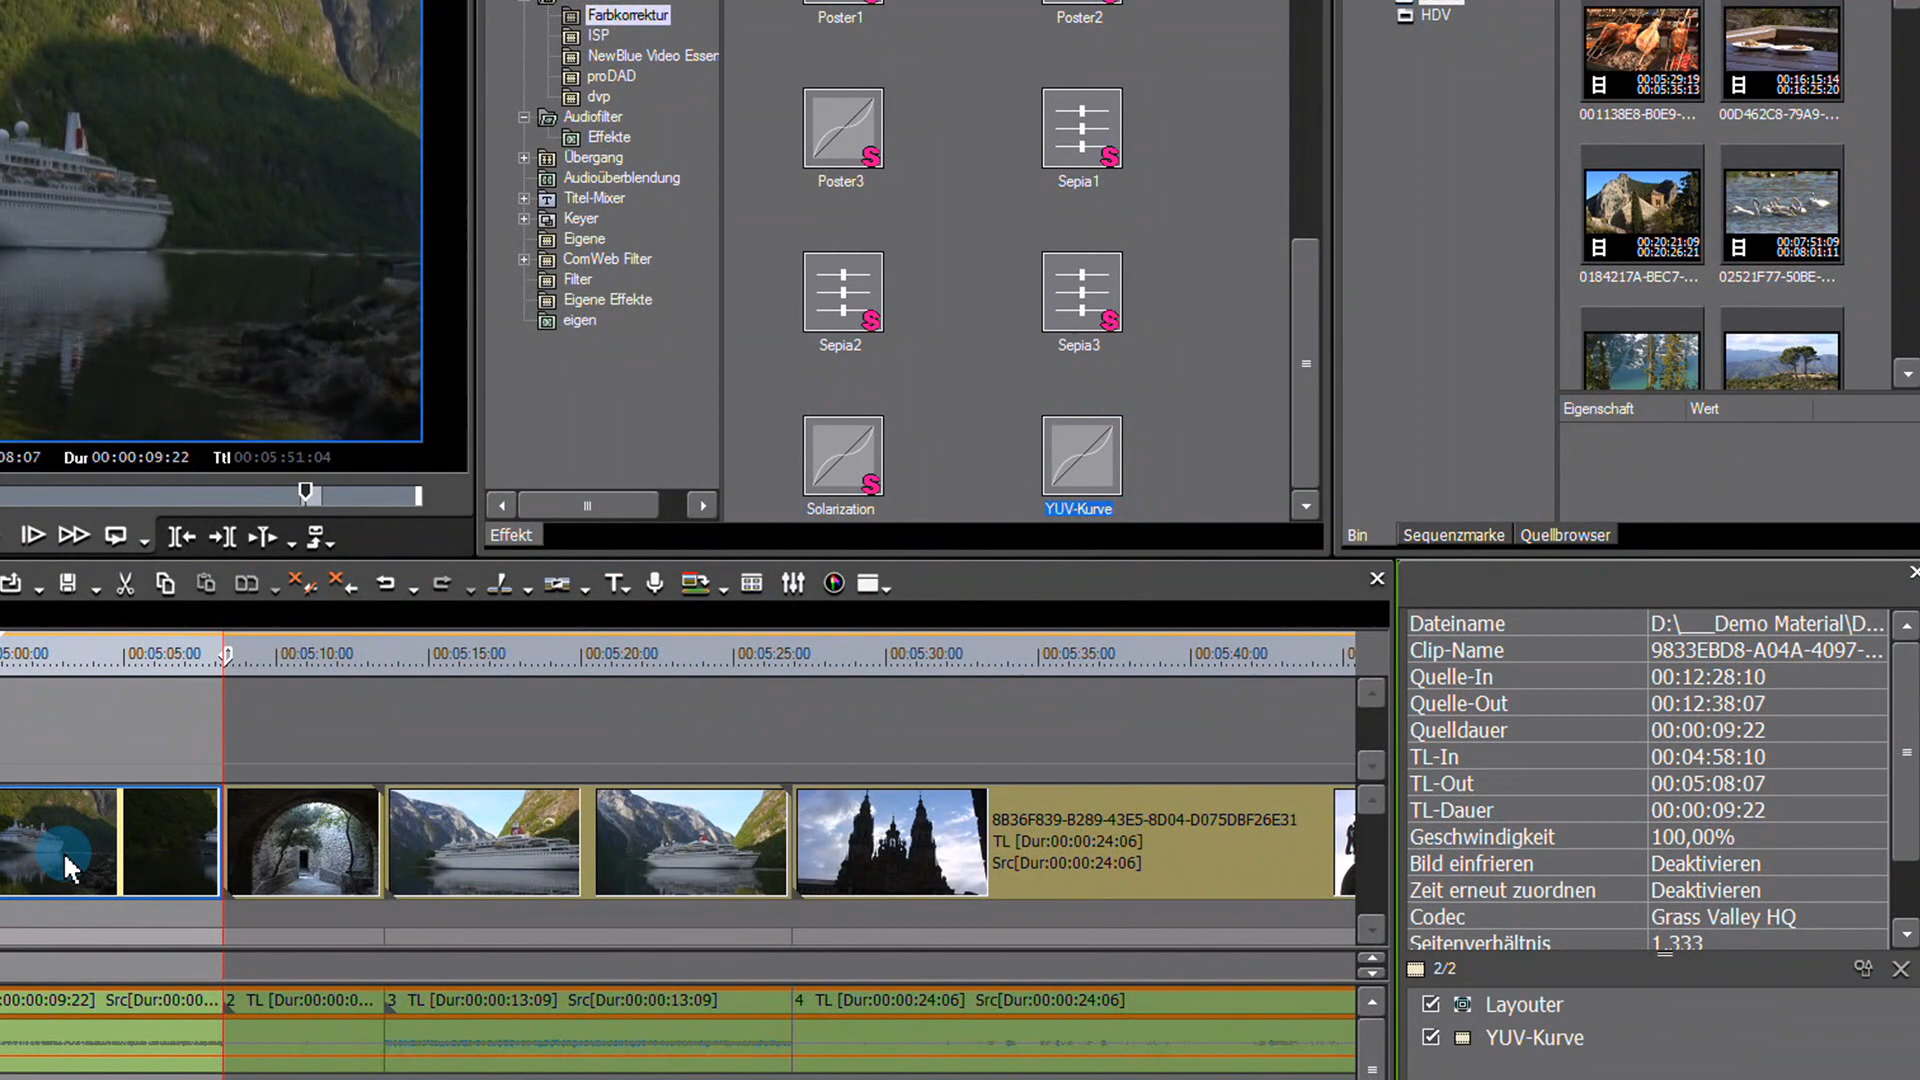 Farbkorrektur
ISP
NewBlue Video Essen
proDAD
dvp
Audiofilter
Effekte
Übergang
Audioüberblendung
Titel-Mixer
Keyer
Eigene
ComWeb Filter
Filter
Eigene Effekte
eigen
Effekt
Poster1
Poster2
Poster3
Sepia1
Sepia2
Sepia3
Solarization
YUV-Kurve
HDV
00:05:29:19
00:05:35:13
001138E8-B0E9-...
00:16:15:14
00:16:25:20
00D462C8-79A9-...
00:20:21:09
00:20:26:21
0184217A-BEC7-...
00:07:51:09
00:08:01:11
02521F77-50BE-...
Eigenschaft Wert
Bin Sequenzmarke Quellbrowser
08:07 Dur 00:00:09:22 Ttl 00:05:51:04
05:00:00 00:05:05:00 00:05:10:00 00:05:15:00 00:05:20:00 00:05:25:00 00:05:30:00 00:05:35:00 00:05:40:00 0
8B36F839-B289-43E5-8D04-D075DBF26E31
TL [Dur:00:00:24:06]
Src[Dur:00:00:24:06]
:00:00:09:22] Src[Dur:00:00... 2 TL [Dur:00:00:0... 3 TL [Dur:00:00:13:09] Src[Dur:00:00:13:09] 4 TL [Dur:00:00:24:06] Src[Dur:00:00:24:06]
Dateiname D:\___Demo Material\D...
Clip-Name 9833EBD8-A04A-4097-...
Quelle-In 00:12:28:10
Quelle-Out 00:12:38:07
Quelldauer 00:00:09:22
TL-In 00:04:58:10
TL-Out 00:05:08:07
TL-Dauer 00:00:09:22
Geschwindigkeit 100,00%
Bild einfrieren Deaktivieren
Zeit erneut zuordnen Deaktivieren
Codec Grass Valley HQ
Seitenverhältnis 1,333
2/2
Layouter
YUV-Kurve